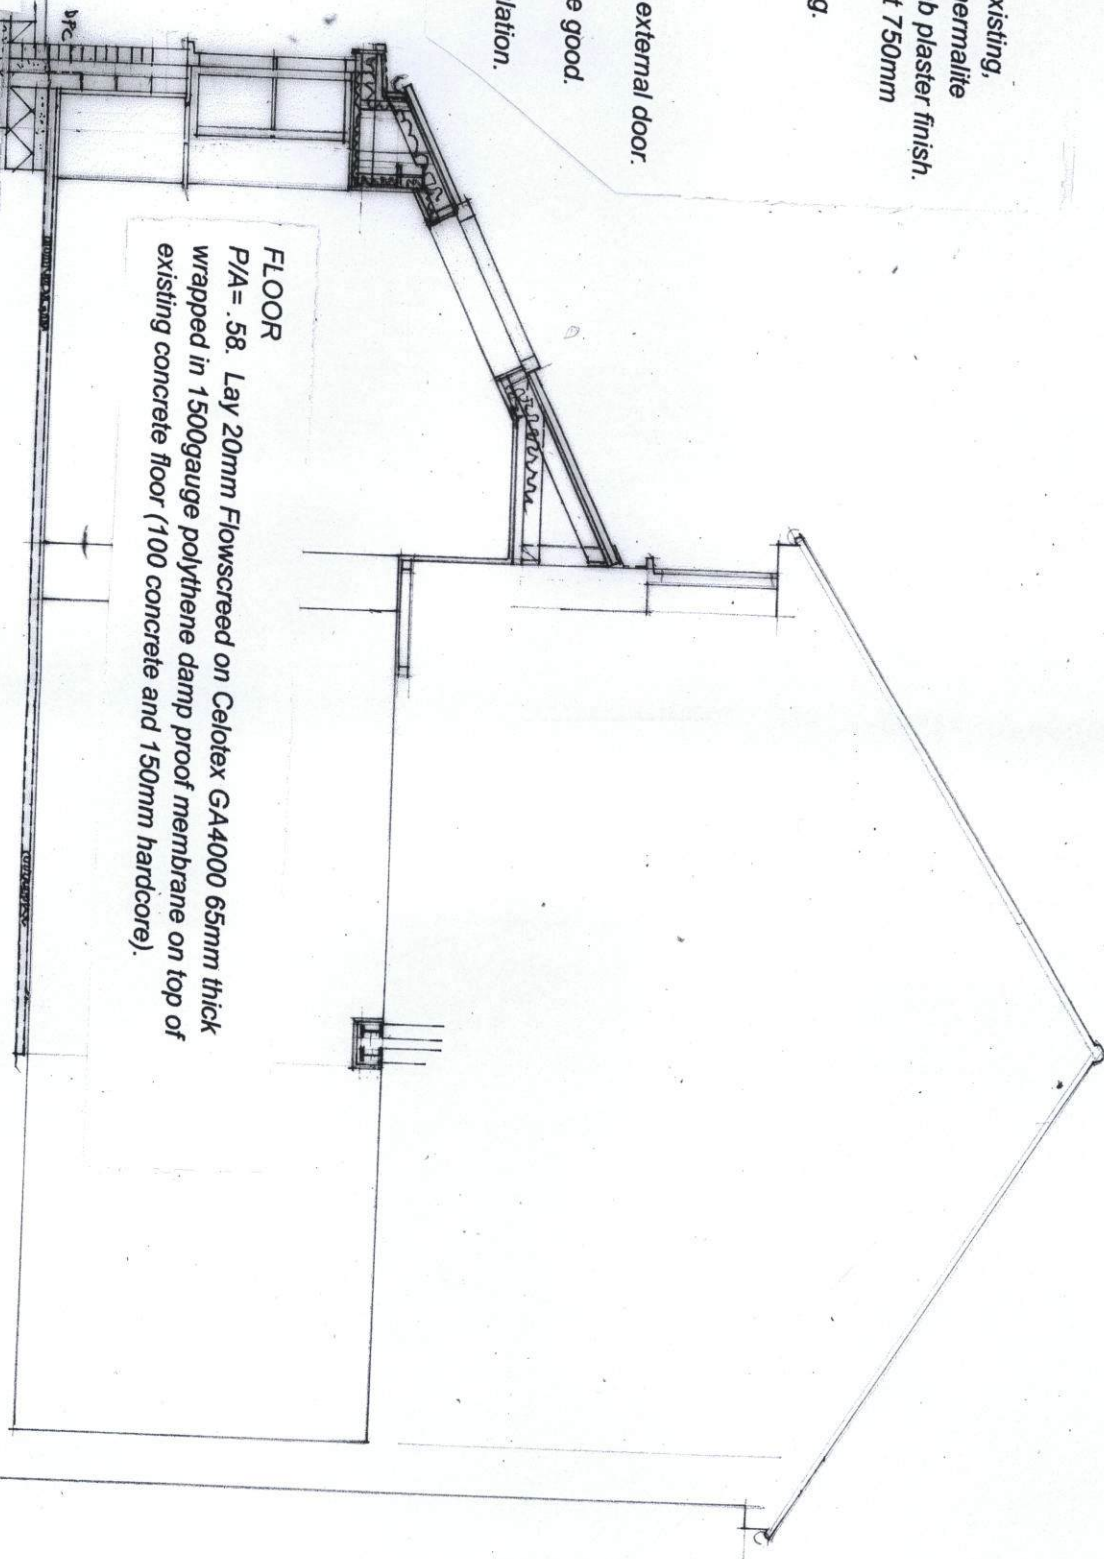 xisting,
hermalite
b plaster finish.
t 750mm
g.
external door.
e good.
lation.
DPC
FLOOR
P/A= .58. Lay 20mm Flowscreed on Celotex GA4000 65mm thick
wrapped in 1500gauge polythene damp proof membrane on top of
existing concrete floor (100 concrete and 150mm hardcore).